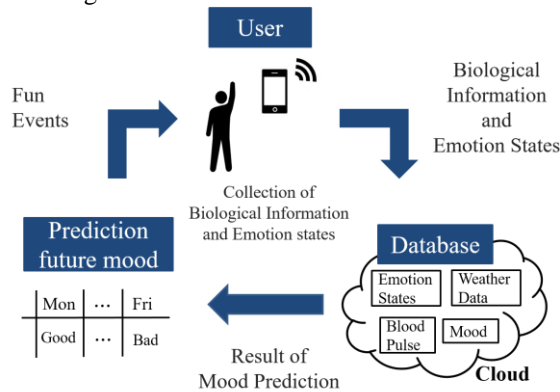 User
Fun
Events
Biological
Information
and
Emotion States
Collection of
Biological Information
and Emotion states
Prediction
future mood
Mon ... Fri
Good ... Bad
Database
Emotion
States
Weather
Data
Blood
Pulse
Mood
Cloud
Result of
Mood Prediction